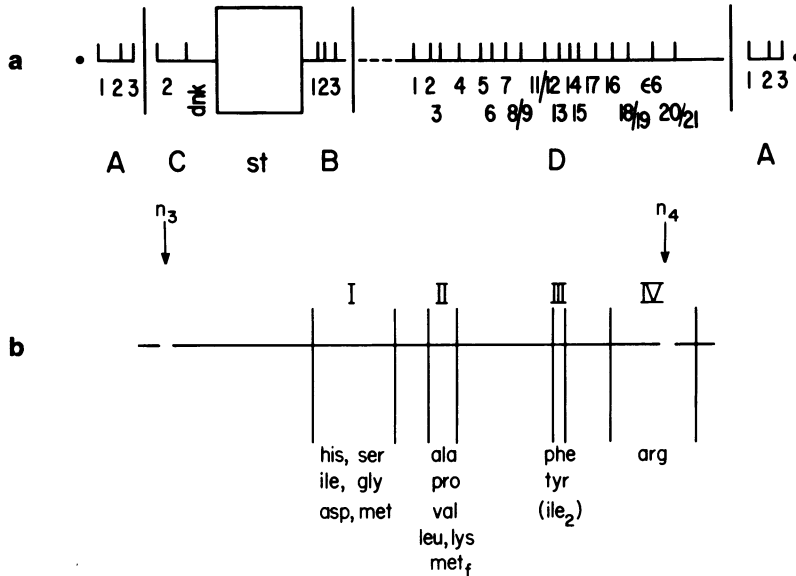 a
1 2 3 2 dnk 1 2 3 1 2 4 5 7 11/12 14 17 16 ϵ6 1 2 3
3 6 8/9 13 15 18/19 20/21
A C st B D A
n3 n4
I II III IV
b
his, ser ala phe arg
ile, gly pro tyr
asp, met val (ile2)
leu, lys
metf